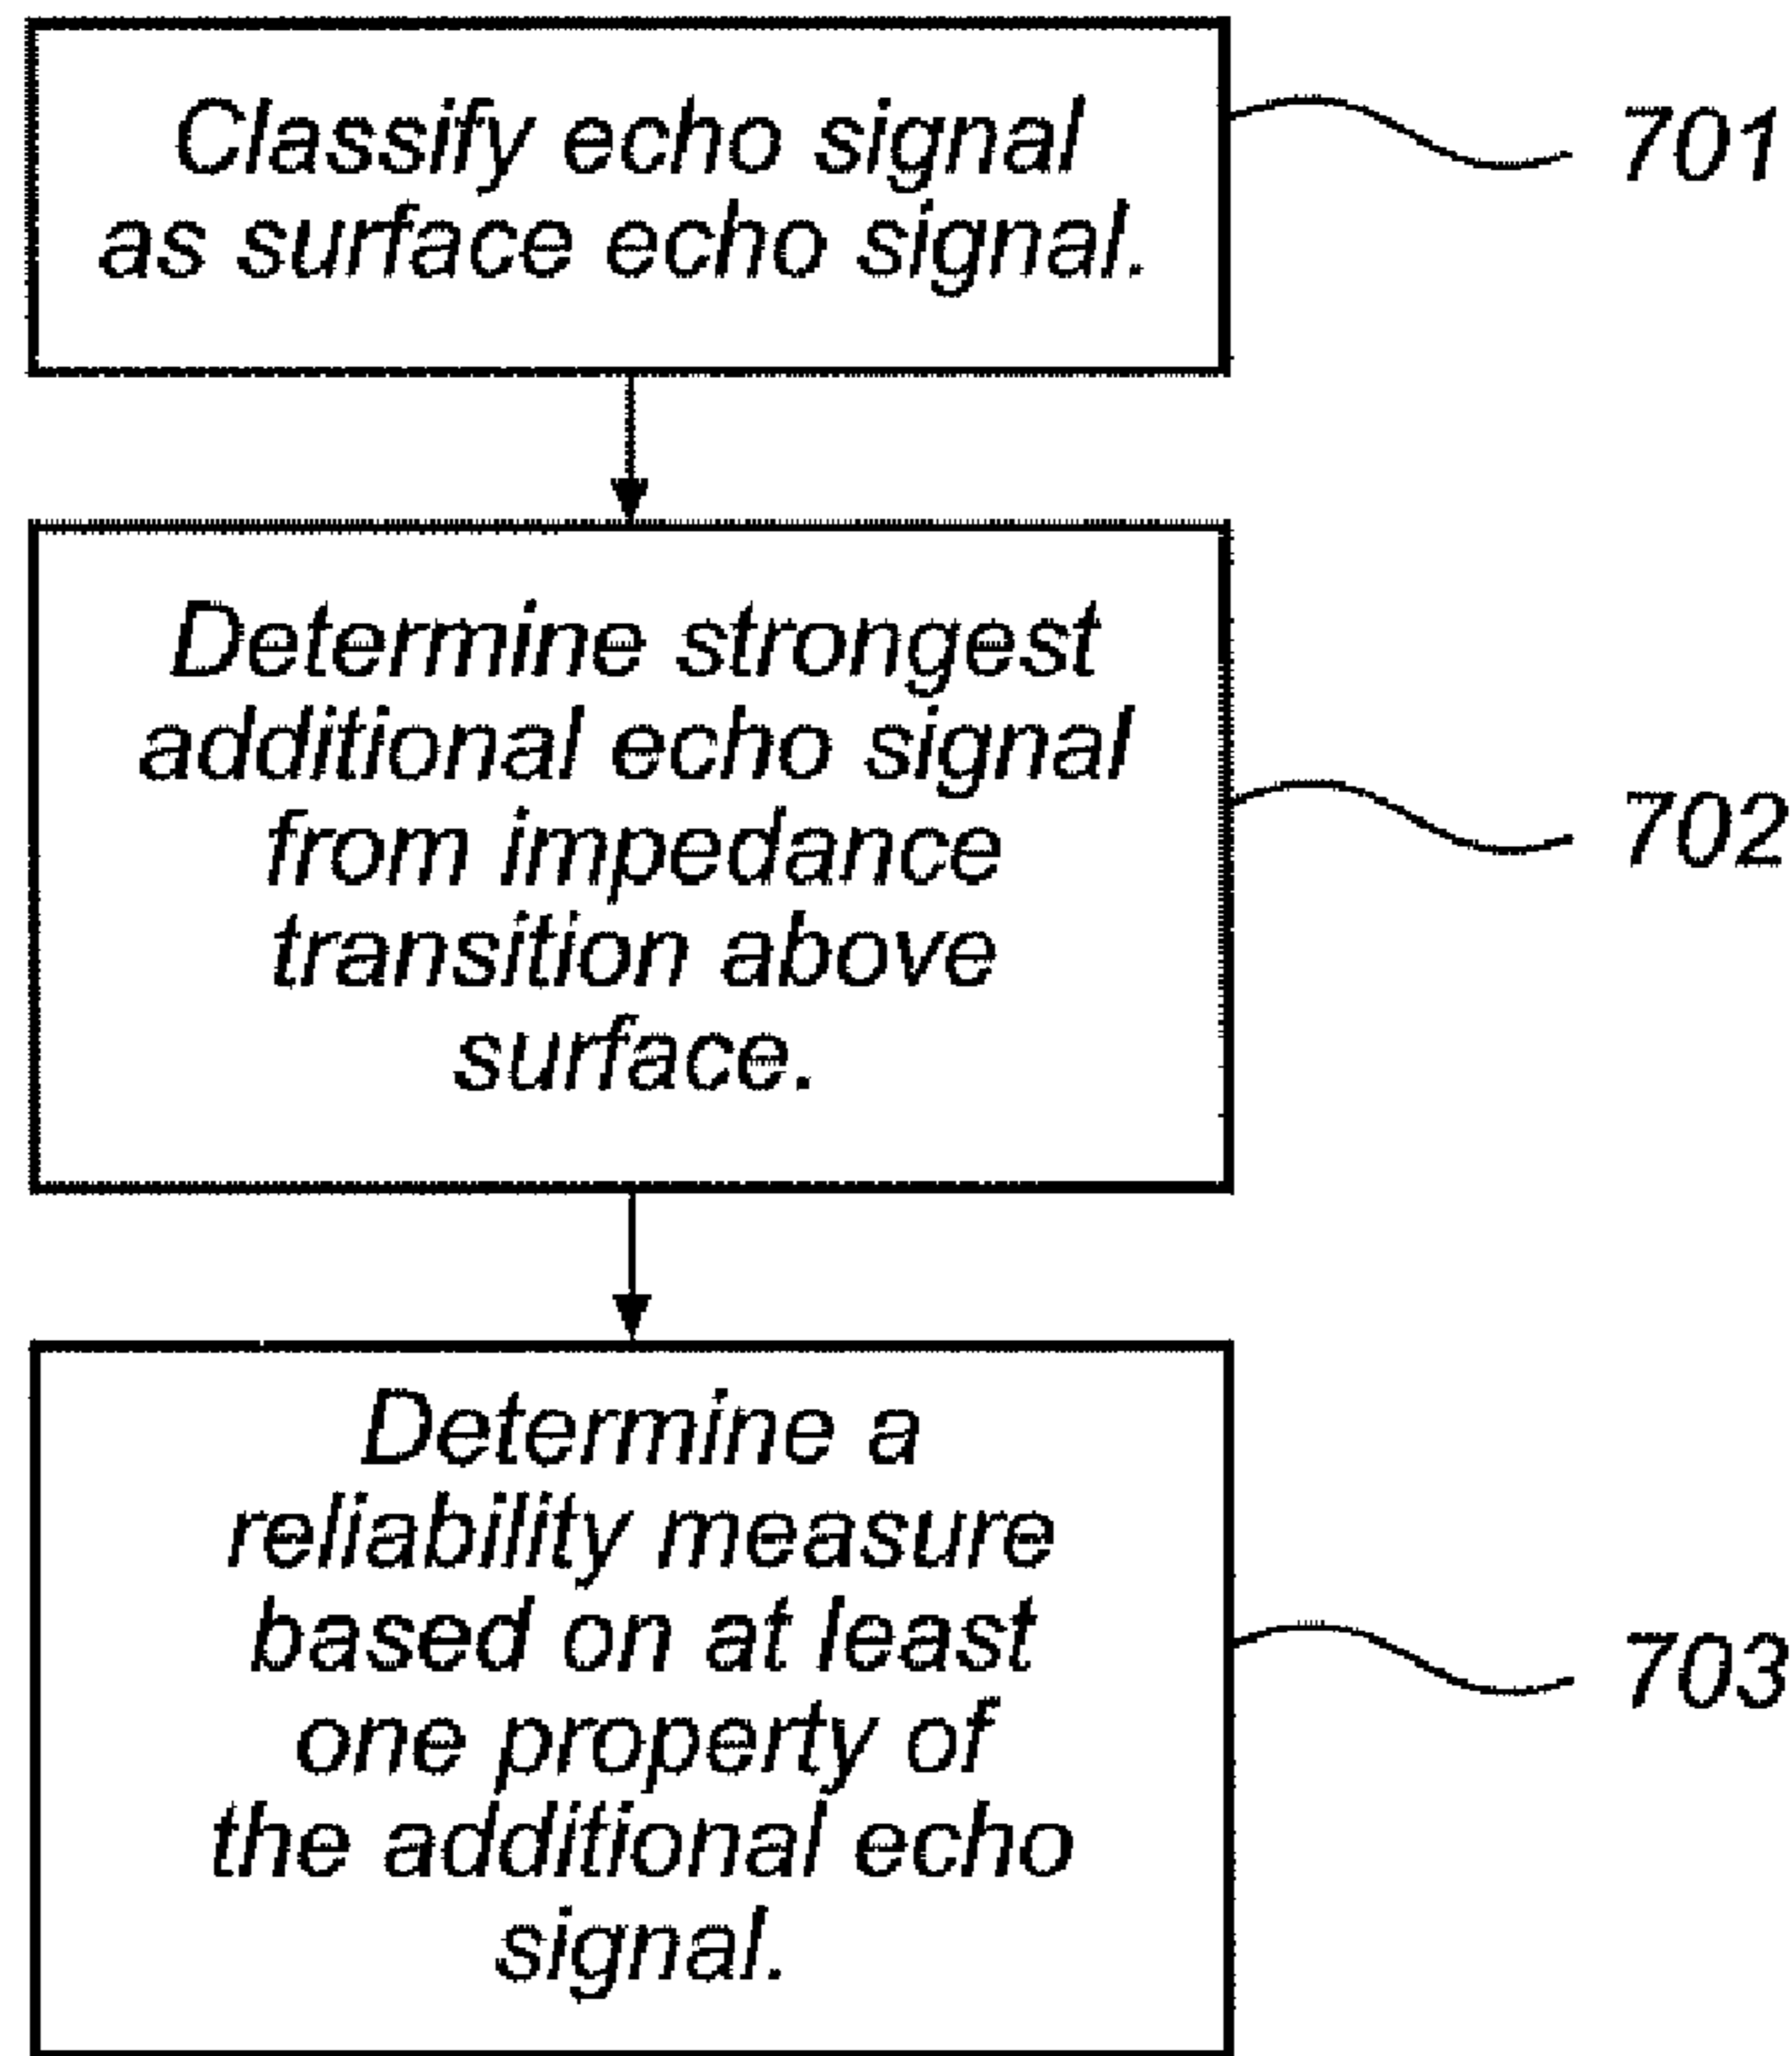 Classify echo signal
as surface echo signal.
701
Determine strongest
additional echo signal
from impedance
transition above
surface.
702
Determine a
reliability measure
based on at least
one property of
the additional echo
signal.
703